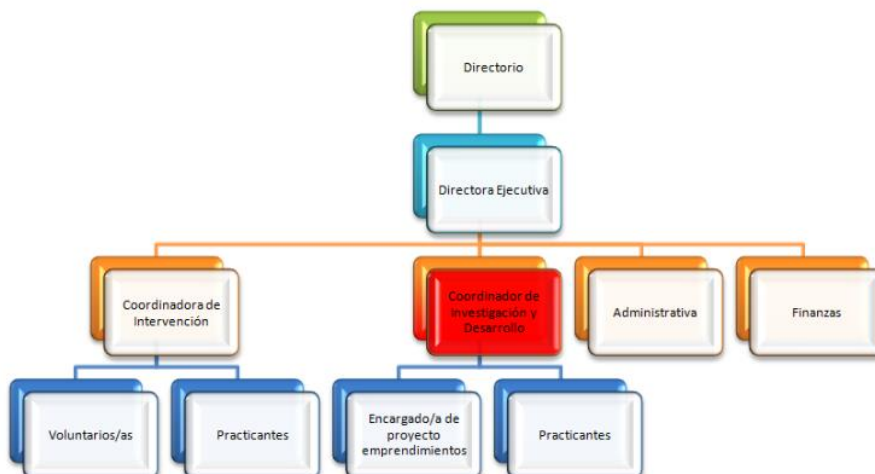 Directorio
Directora Ejecutiva
Coordinadora de
Intervención
Coordinador de
Investigación y
Desarrollo
Administrativa
Finanzas
Voluntarios/as
Practicantes
Encargado/a de
proyecto
emprendimientos
Practicantes